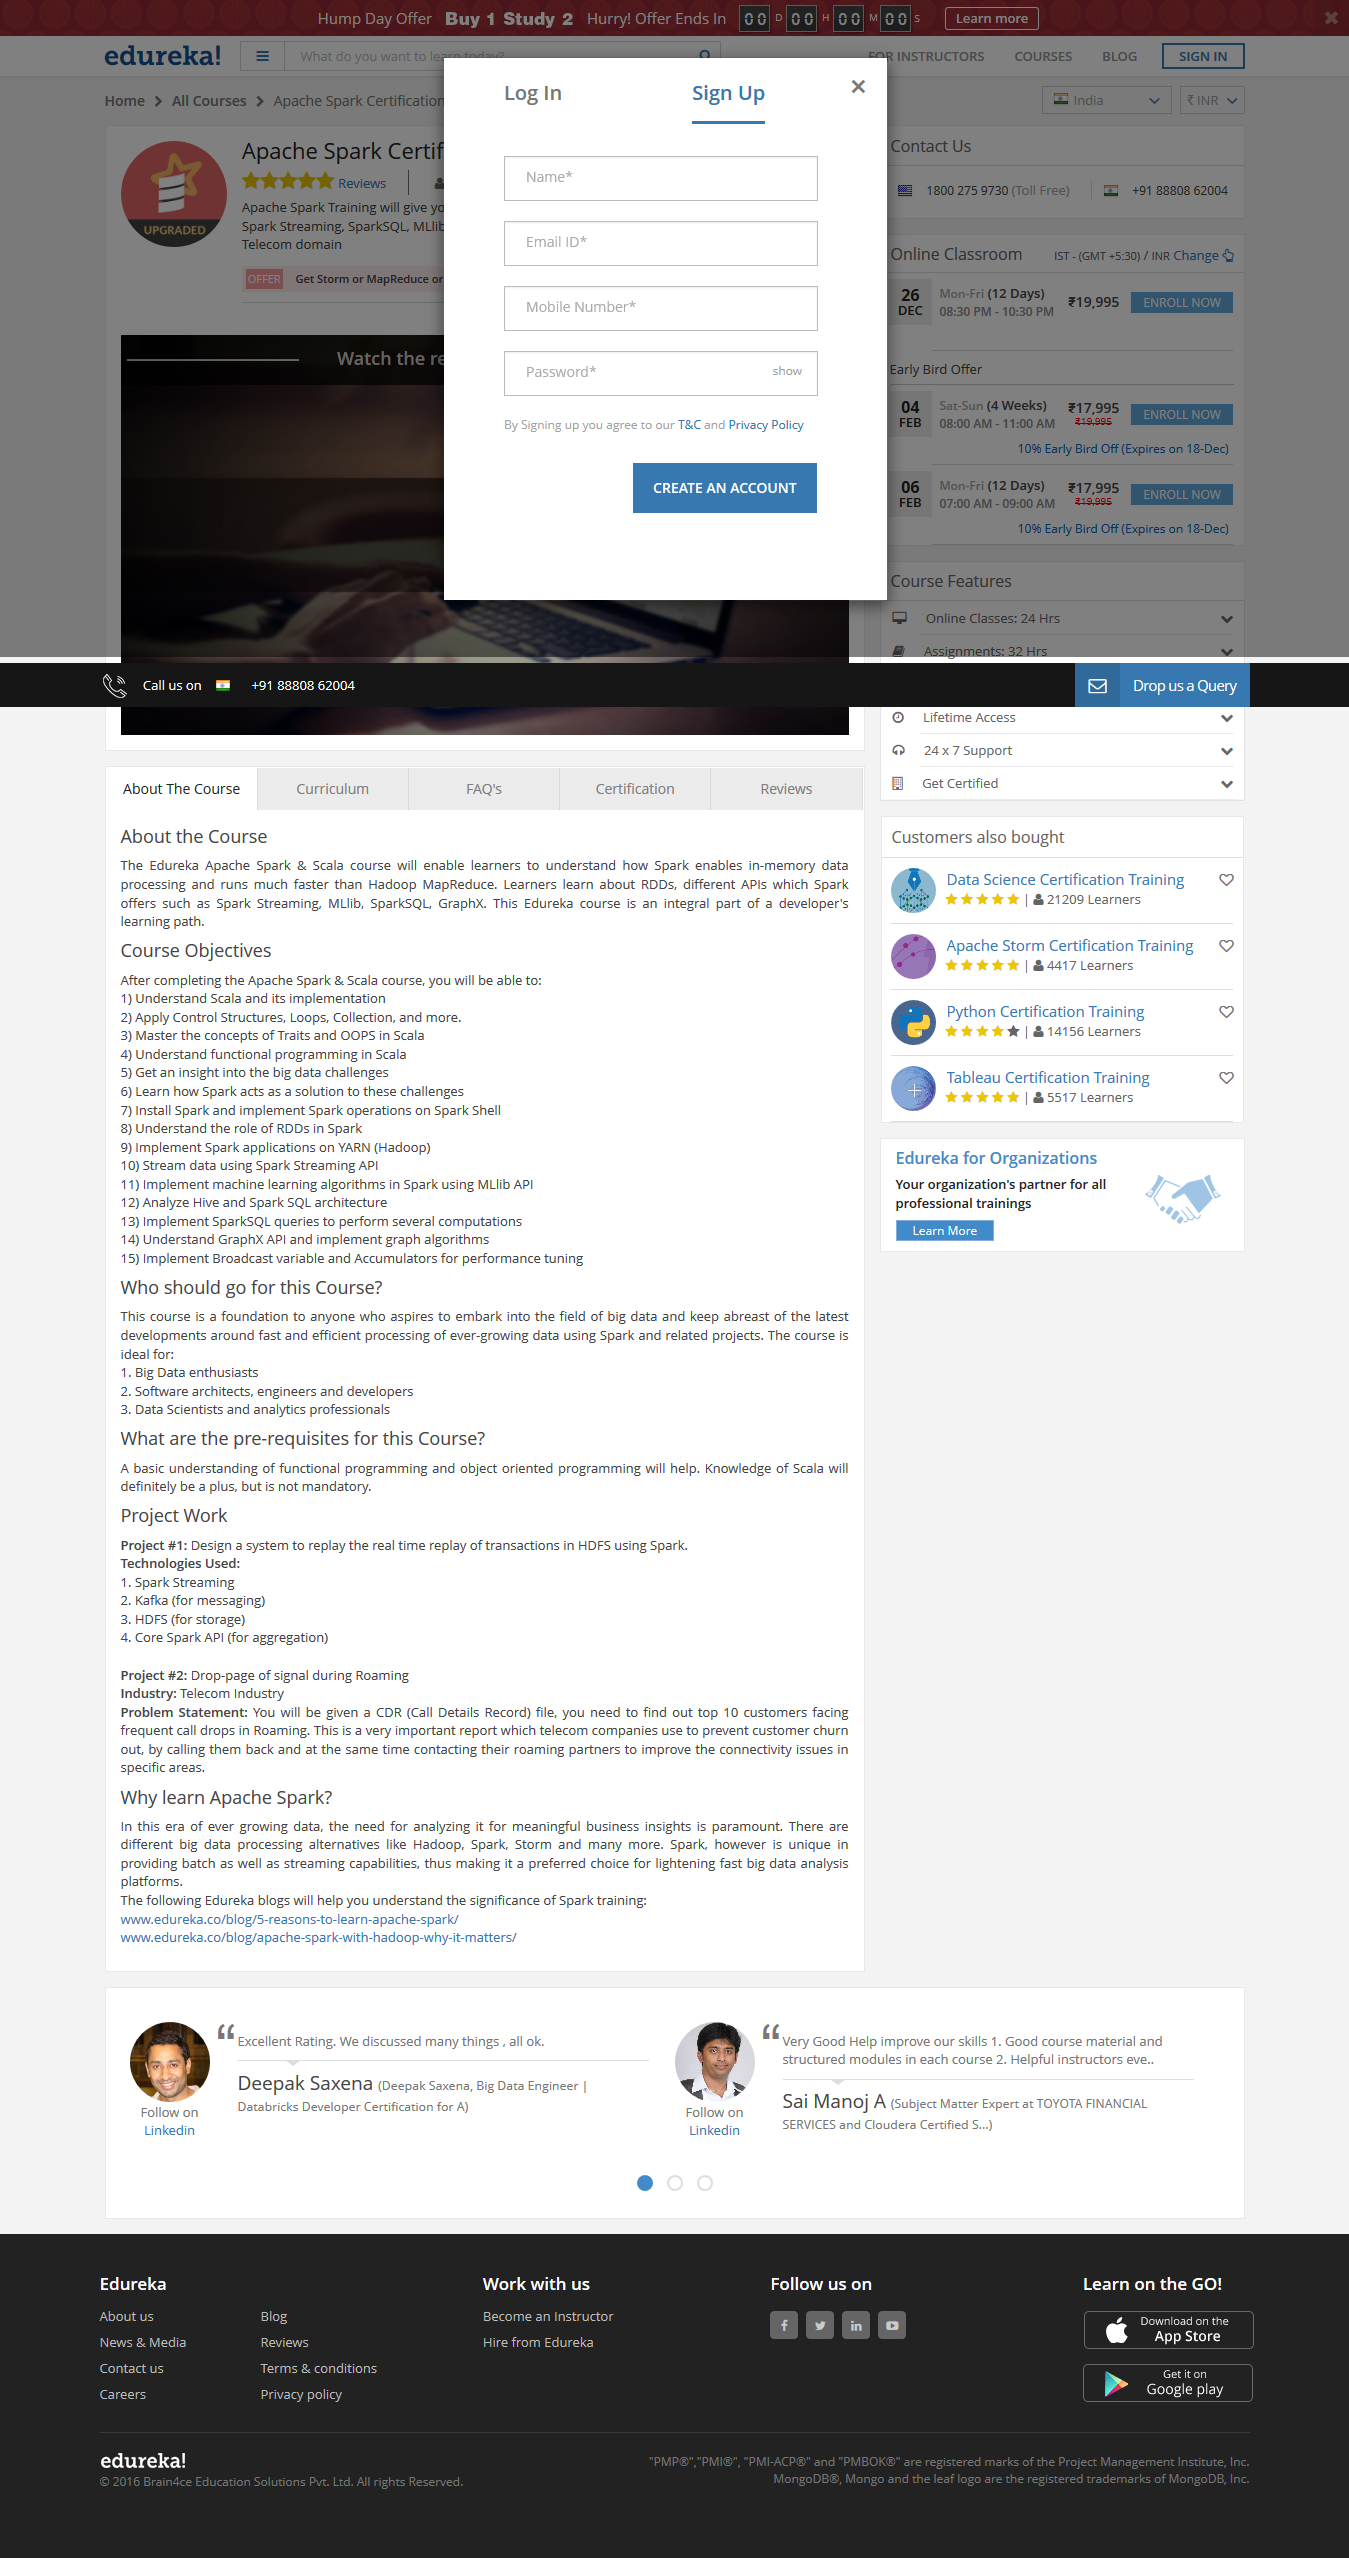 Hump Day Offer Buy 1 Study 2 Hurry! Offer Ends In 00 D 00 H 00 M 00 S Learn more
edureka! What do you want to learn today? FOR INSTRUCTORS COURSES BLOG SIGN IN
Home All Courses Apache Spark Certification India ₹ INR
Log In Sign Up
Name*
Email ID*
Mobile Number*
Password* show
By Signing up you agree to our T&C and Privacy Policy
CREATE AN ACCOUNT
UPGRADED
Apache Spark Certif
Reviews
Apache Spark Training will give yo
Spark Streaming, SparkSQL, MLlib
Telecom domain
OFFER Get Storm or MapReduce or
Watch the re
Contact Us
1800 275 9730 (Toll Free) +91 88808 62004
Online Classroom IST - (GMT +5:30) / INR Change
26 DEC Mon-Fri (12 Days) ₹19,995 ENROLL NOW
08:30 PM - 10:30 PM
Early Bird Offer
04 FEB Sat-Sun (4 Weeks) ₹17,995 ENROLL NOW
08:00 AM - 11:00 AM ₹19,995
10% Early Bird Off (Expires on 18-Dec)
06 FEB Mon-Fri (12 Days) ₹17,995 ENROLL NOW
07:00 AM - 09:00 AM ₹19,995
10% Early Bird Off (Expires on 18-Dec)
Course Features
Online Classes: 24 Hrs
Assignments: 32 Hrs
Call us on +91 88808 62004 Drop us a Query
Lifetime Access
24 x 7 Support
Get Certified
About The Course Curriculum FAQ's Certification Reviews
About the Course
The Edureka Apache Spark & Scala course will enable learners to understand how Spark enables in-memory data
processing and runs much faster than Hadoop MapReduce. Learners learn about RDDs, different APIs which Spark
offers such as Spark Streaming, MLlib, SparkSQL, GraphX. This Edureka course is an integral part of a developer's
learning path.
Course Objectives
After completing the Apache Spark & Scala course, you will be able to:
1) Understand Scala and its implementation
2) Apply Control Structures, Loops, Collection, and more.
3) Master the concepts of Traits and OOPS in Scala
4) Understand functional programming in Scala
5) Get an insight into the big data challenges
6) Learn how Spark acts as a solution to these challenges
7) Install Spark and implement Spark operations on Spark Shell
8) Understand the role of RDDs in Spark
9) Implement Spark applications on YARN (Hadoop)
10) Stream data using Spark Streaming API
11) Implement machine learning algorithms in Spark using MLlib API
12) Analyze Hive and Spark SQL architecture
13) Implement SparkSQL queries to perform several computations
14) Understand GraphX API and implement graph algorithms
15) Implement Broadcast variable and Accumulators for performance tuning
Who should go for this Course?
This course is a foundation to anyone who aspires to embark into the field of big data and keep abreast of the latest
developments around fast and efficient processing of ever-growing data using Spark and related projects. The course is
ideal for:
1. Big Data enthusiasts
2. Software architects, engineers and developers
3. Data Scientists and analytics professionals
What are the pre-requisites for this Course?
A basic understanding of functional programming and object oriented programming will help. Knowledge of Scala will
definitely be a plus, but is not mandatory.
Project Work
Project #1: Design a system to replay the real time replay of transactions in HDFS using Spark.
Technologies Used:
1. Spark Streaming
2. Kafka (for messaging)
3. HDFS (for storage)
4. Core Spark API (for aggregation)
Project #2: Drop-page of signal during Roaming
Industry: Telecom Industry
Problem Statement: You will be given a CDR (Call Details Record) file, you need to find out top 10 customers facing
frequent call drops in Roaming. This is a very important report which telecom companies use to prevent customer churn
out, by calling them back and at the same time contacting their roaming partners to improve the connectivity issues in
specific areas.
Why learn Apache Spark?
In this era of ever growing data, the need for analyzing it for meaningful business insights is paramount. There are
different big data processing alternatives like Hadoop, Spark, Storm and many more. Spark, however is unique in
providing batch as well as streaming capabilities, thus making it a preferred choice for lightening fast big data analysis
platforms.
The following Edureka blogs will help you understand the significance of Spark training:
www.edureka.co/blog/5-reasons-to-learn-apache-spark/
www.edureka.co/blog/apache-spark-with-hadoop-why-it-matters/
Customers also bought
Data Science Certification Training
| 21209 Learners
Apache Storm Certification Training
| 4417 Learners
Python Certification Training
| 14156 Learners
Tableau Certification Training
| 5517 Learners
Edureka for Organizations
Your organization's partner for all
professional trainings
Learn More
“ Excellent Rating. We discussed many things , all ok.
Deepak Saxena (Deepak Saxena, Big Data Engineer |
Databricks Developer Certification for A)
Follow on
Linkedin
“ Very Good Help improve our skills 1. Good course material and
structured modules in each course 2. Helpful instructors eve..
Sai Manoj A (Subject Matter Expert at TOYOTA FINANCIAL
SERVICES and Cloudera Certified S...)
Follow on
Linkedin
Edureka Work with us Follow us on Learn on the GO!
About us Blog Become an Instructor
News & Media Reviews Hire from Edureka
Contact us Terms & conditions
Careers Privacy policy
Download on the
App Store
Get it on
Google play
edureka!
© 2016 Brain4ce Education Solutions Pvt. Ltd. All rights Reserved.
"PMP®","PMI®", "PMI-ACP®" and "PMBOK®" are registered marks of the Project Management Institute, Inc.
MongoDB®, Mongo and the leaf logo are the registered trademarks of MongoDB, Inc.